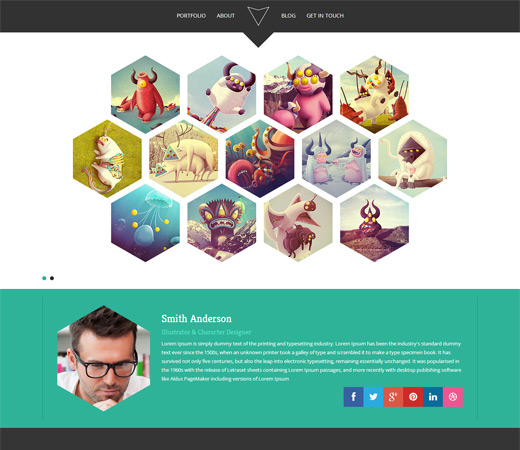 PORTFOLIO ABOUT BLOG GET IN TOUCH
Smith Anderson
Illustrator & Character Designer
Lorem Ipsum is simply dummy text of the printing and typesetting industry. Lorem Ipsum has been the industry's standard dummy
text ever since the 1500s, when an unknown printer took a galley of type and scrambled it to make a type specimen book. It has
survived not only five centuries, but also the leap into electronic typesetting, remaining essentially unchanged. It was popularised in
the 1960s with the release of Letraset sheets containing Lorem Ipsum passages, and more recently with desktop publishing software
like Aldus PageMaker including versions of Lorem Ipsum